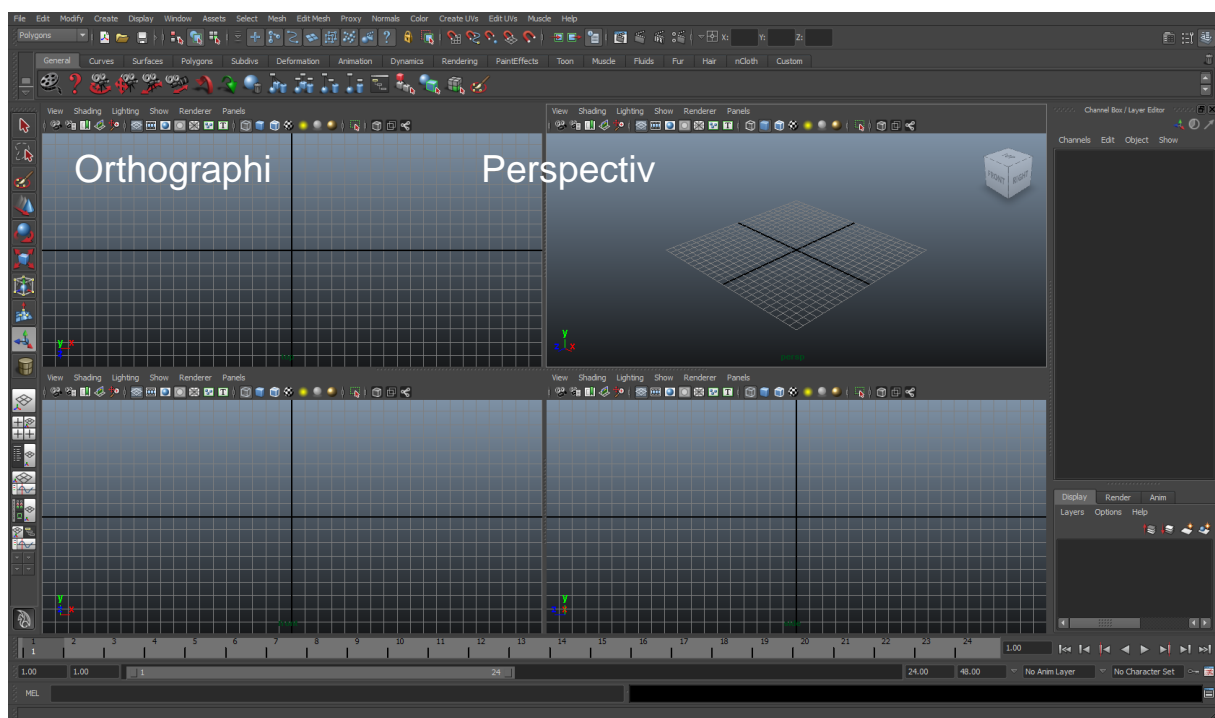 File Edit Modify Create Display Window Assets Select Mesh Edit Mesh Proxy Normals Color Create UVs Edit UVs Muscle Help
Polygons X: Y: Z:
General Curves Surfaces Polygons Subdivs Deformation Animation Dynamics Rendering PaintEffects Toon Muscle Fluids Fur Hair nCloth Custom
Channel Box / Layer Editor
View Shading Lighting Show Renderer Panels
View Shading Lighting Show Renderer Panels
Channels Edit Object Show
Orthographi
Perspectiv
TOP
FRONT RIGHT
y
x
y
x
persp
View Shading Lighting Show Renderer Panels
View Shading Lighting Show Renderer Panels
Display Render Anim
Layers Options Help
y
x
y
1 2 3 4 5 6 7 8 9 10 11 12 13 14 15 16 17 18 19 20 21 22 23 24
1 1.00
1.00 1.00 1 24 24.00 48.00 No Anim Layer No Character Set
MEL